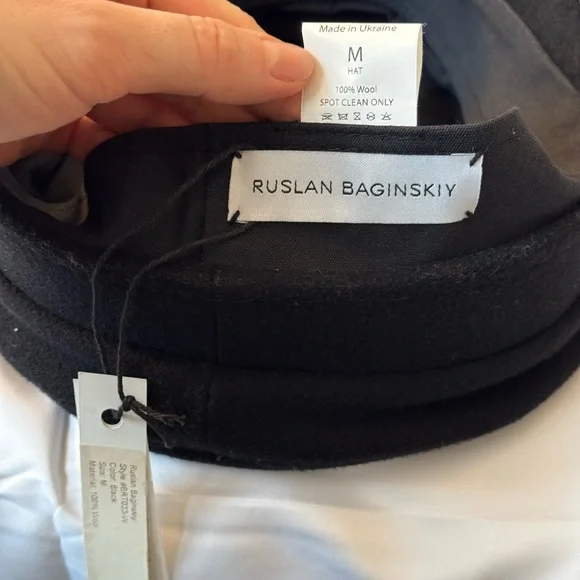 Made in Ukraine
M
HAT
100% Wool
SPOT CLEAN ONLY
RUSLAN BAGINSKIY
Ruslan Baginskiy
Color: Black
Size: M
Material: 100% Wool